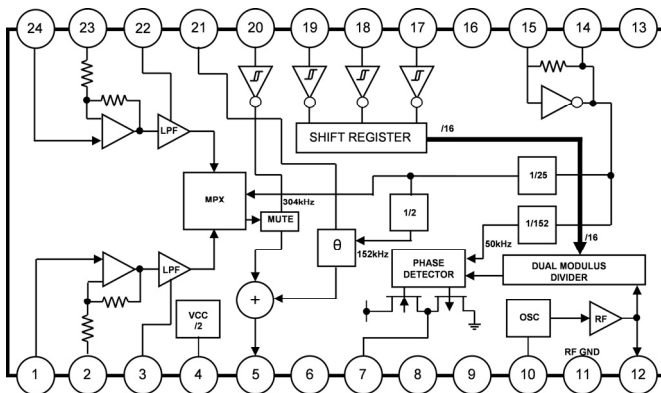 24 23 22 21 20 19 18 17 16 15 14 13
LPF
SHIFT REGISTER
/16
MPX
304kHz
1/25
MUTE
1/2
1/152
θ
152kHz
50kHz
/16
PHASE
DETECTOR
DUAL MODULUS
DIVIDER
LPF
+
VCC
/2
OSC
RF
RF GND
1 2 3 4 5 6 7 8 9 10 11 12